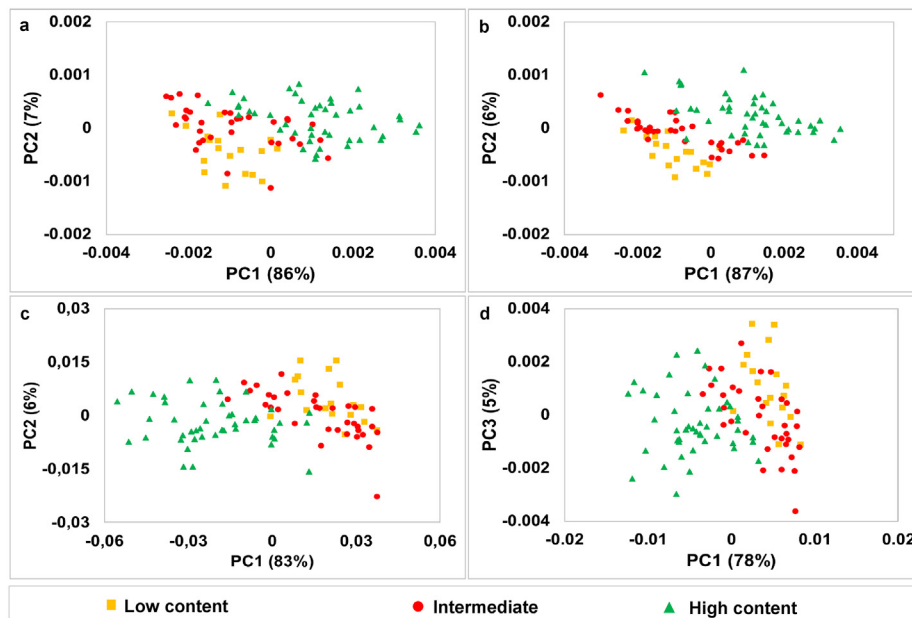 a
0.002
0.001
0
-0.001
-0.002
PC2 (7%)
-0.004 -0.002 0 0.002 0.004
PC1 (86%)
b
0.002
0.001
0
-0.001
-0.002
PC2 (6%)
-0.004 -0.002 0 0.002 0.004
PC1 (87%)
c
0,03
0,015
0
-0,015
-0,03
PC2 (6%)
-0,06 -0,03 0 0,03 0,06
PC1 (83%)
d
0.004
0.002
0
-0.002
-0.004
PC3 (5%)
-0.02 -0.01 0 0.01 0.02
PC1 (78%)
Low content Intermediate High content